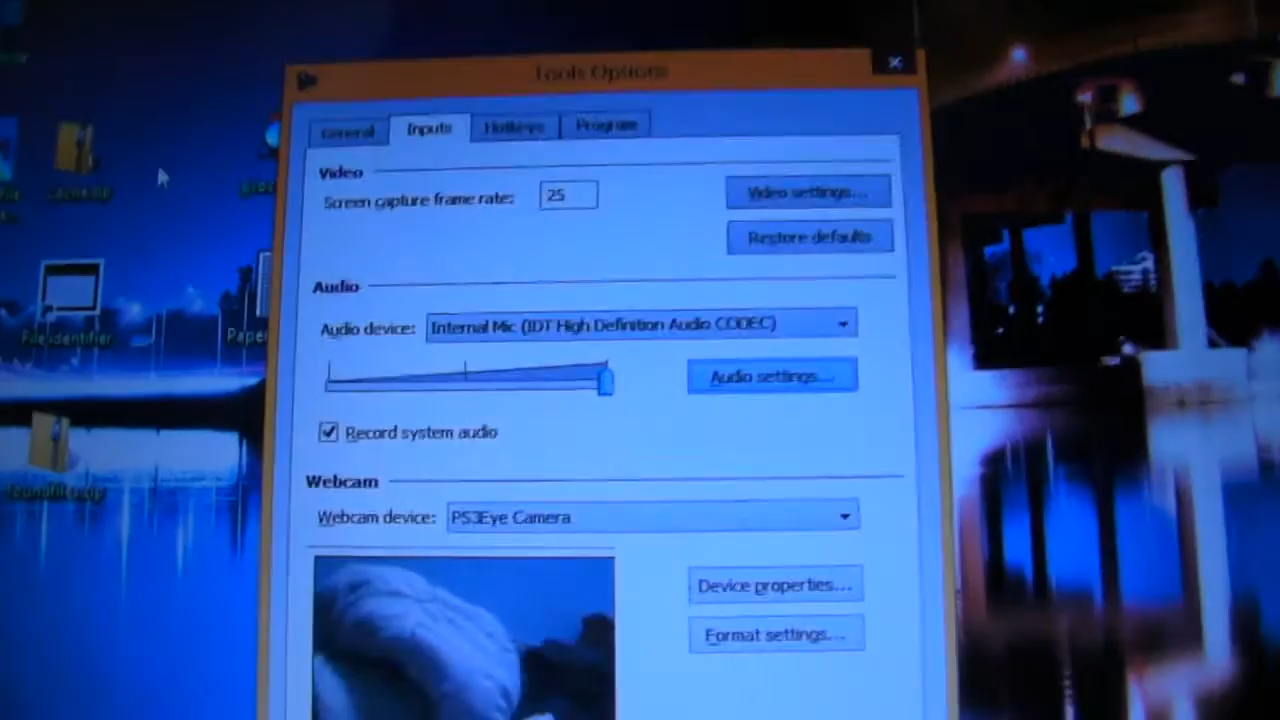 Tools Options
General Inputs Hotkeys Program
Video
Screen capture frame rate: 25 Video settings...
Restore defaults
Audio
Audio device: Internal Mic (IDT High Definition Audio CODEC)
Audio settings...
Record system audio
Webcam
Webcam device: PS3Eye Camera
Device properties...
Format settings...
File identifier
Paper